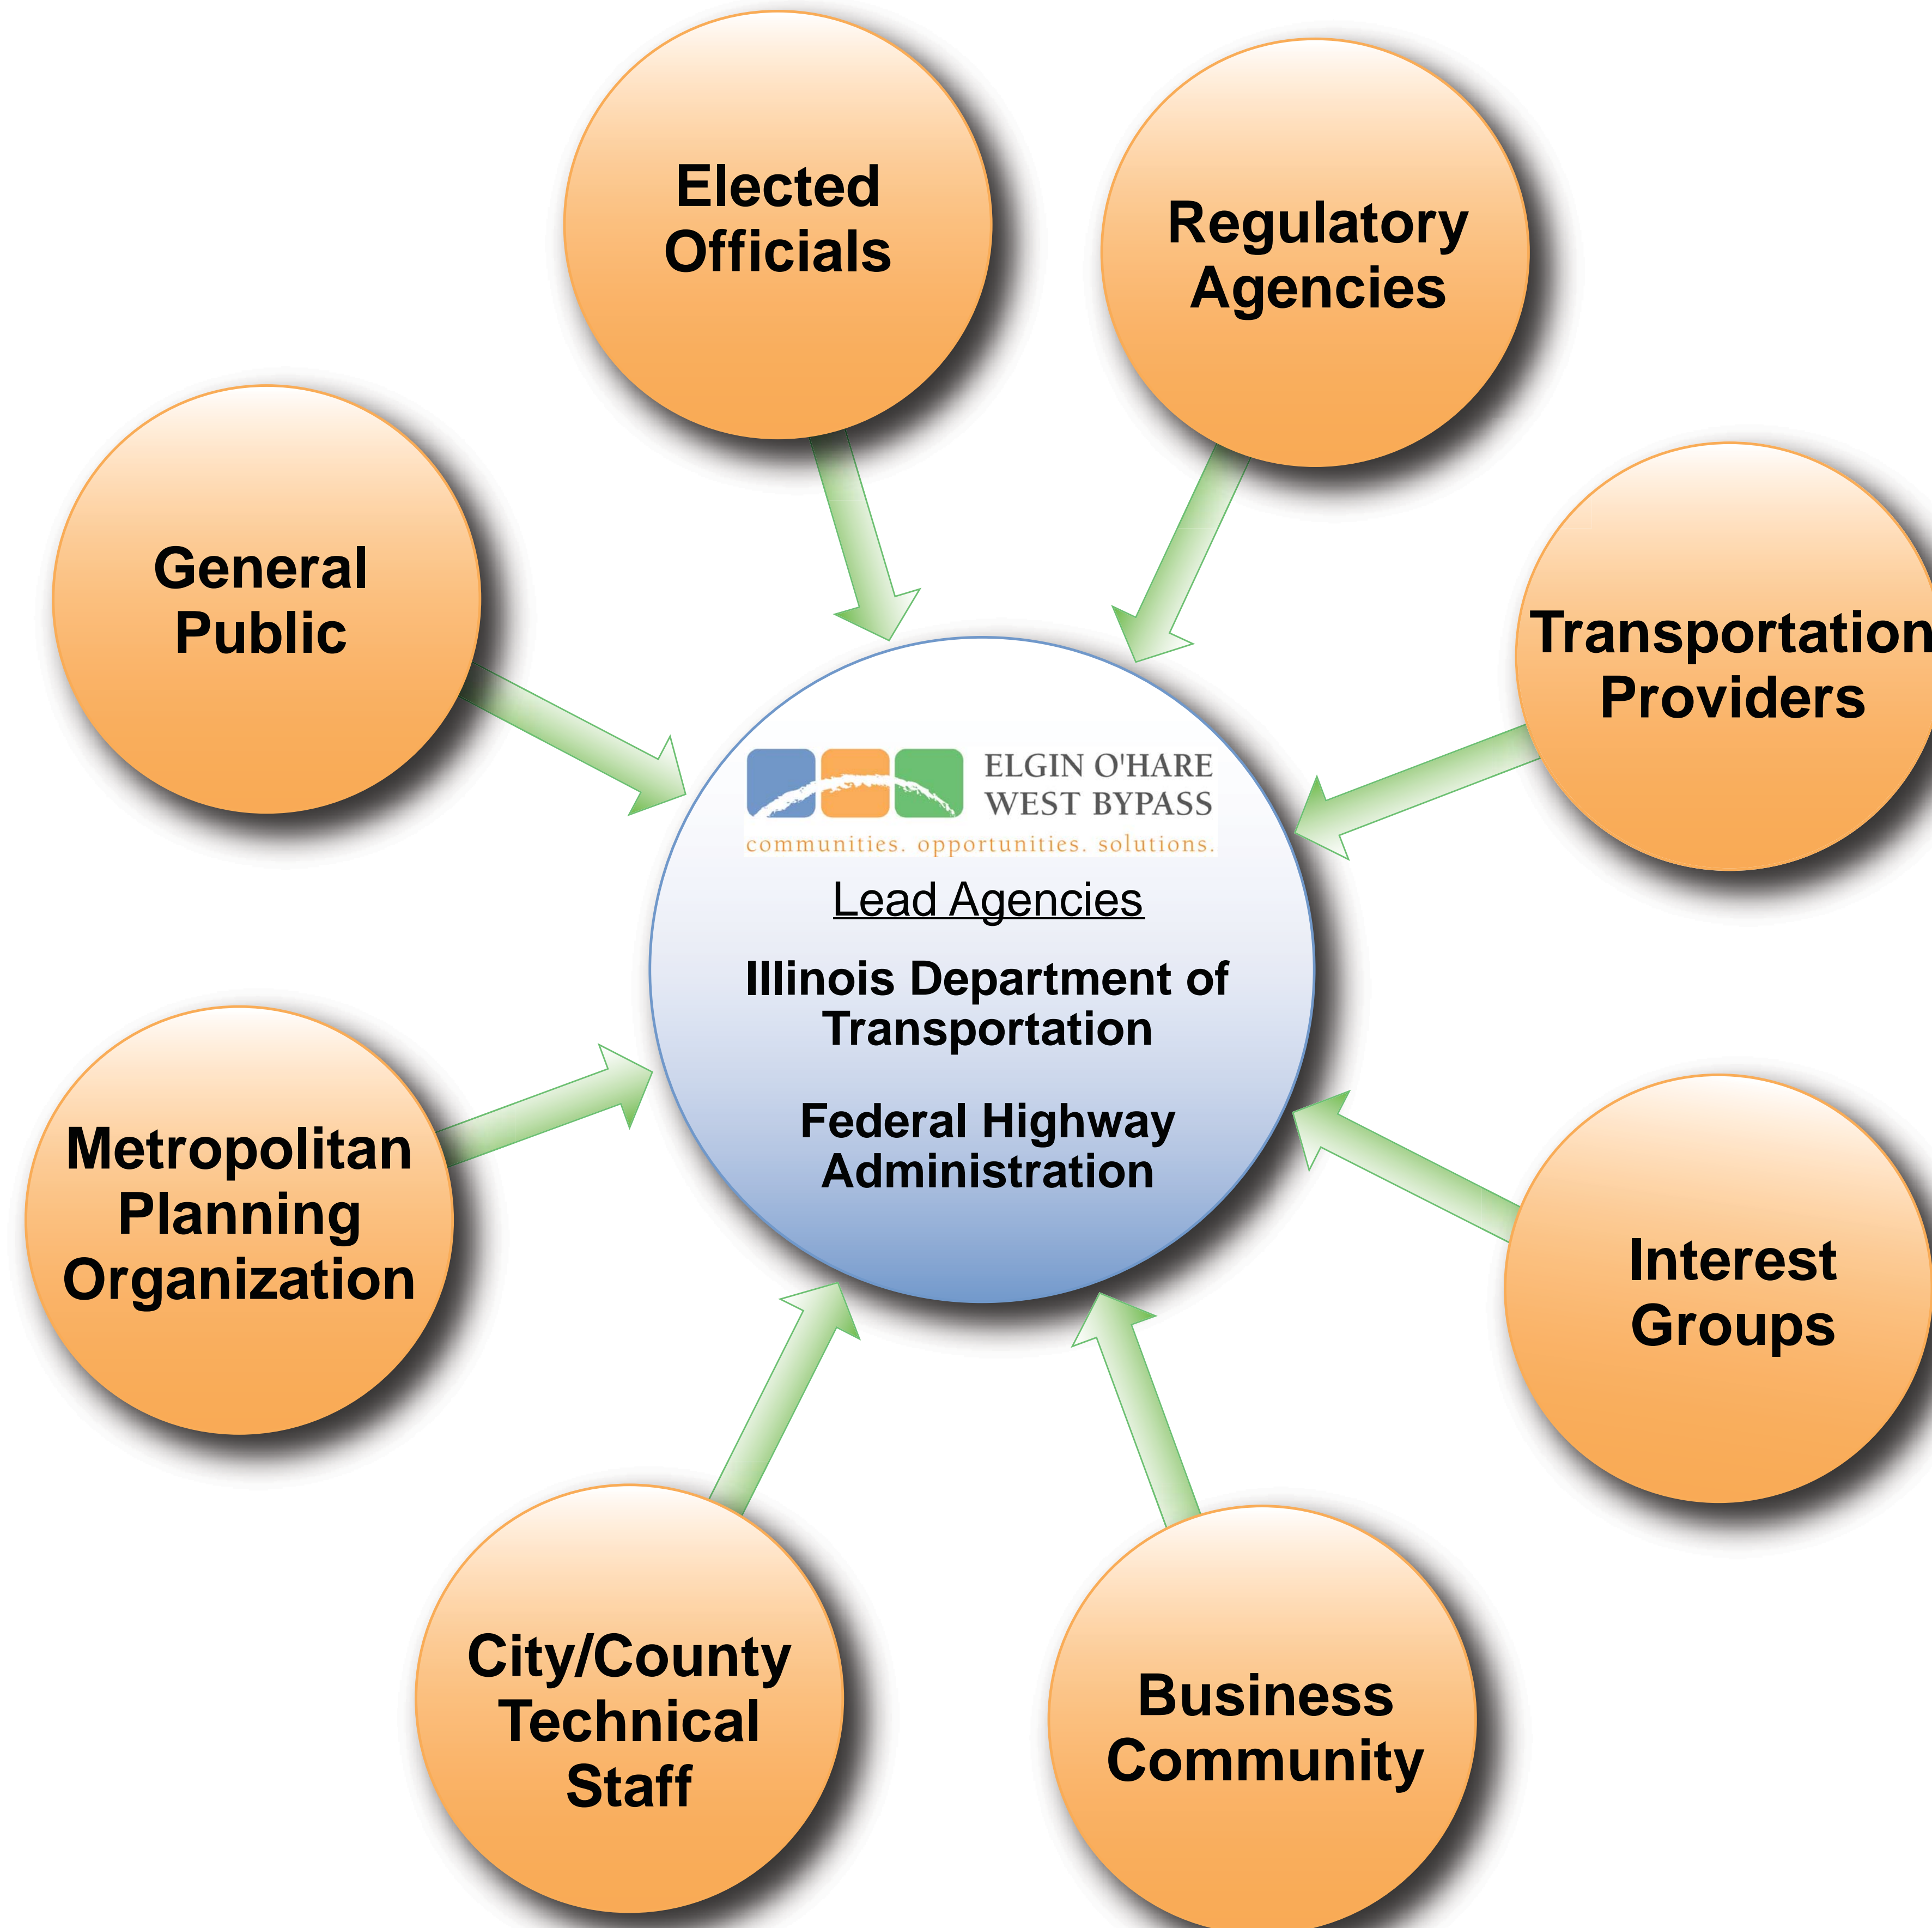 Elected
Officials
Regulatory
Agencies
General
Public
Transportation
Providers
ELGIN O'HARE
WEST BYPASS
communities. opportunities. solutions.
Lead Agencies
Illinois Department of
Transportation
Federal Highway
Administration
Metropolitan
Planning
Organization
Interest
Groups
City/County
Technical
Staff
Business
Community